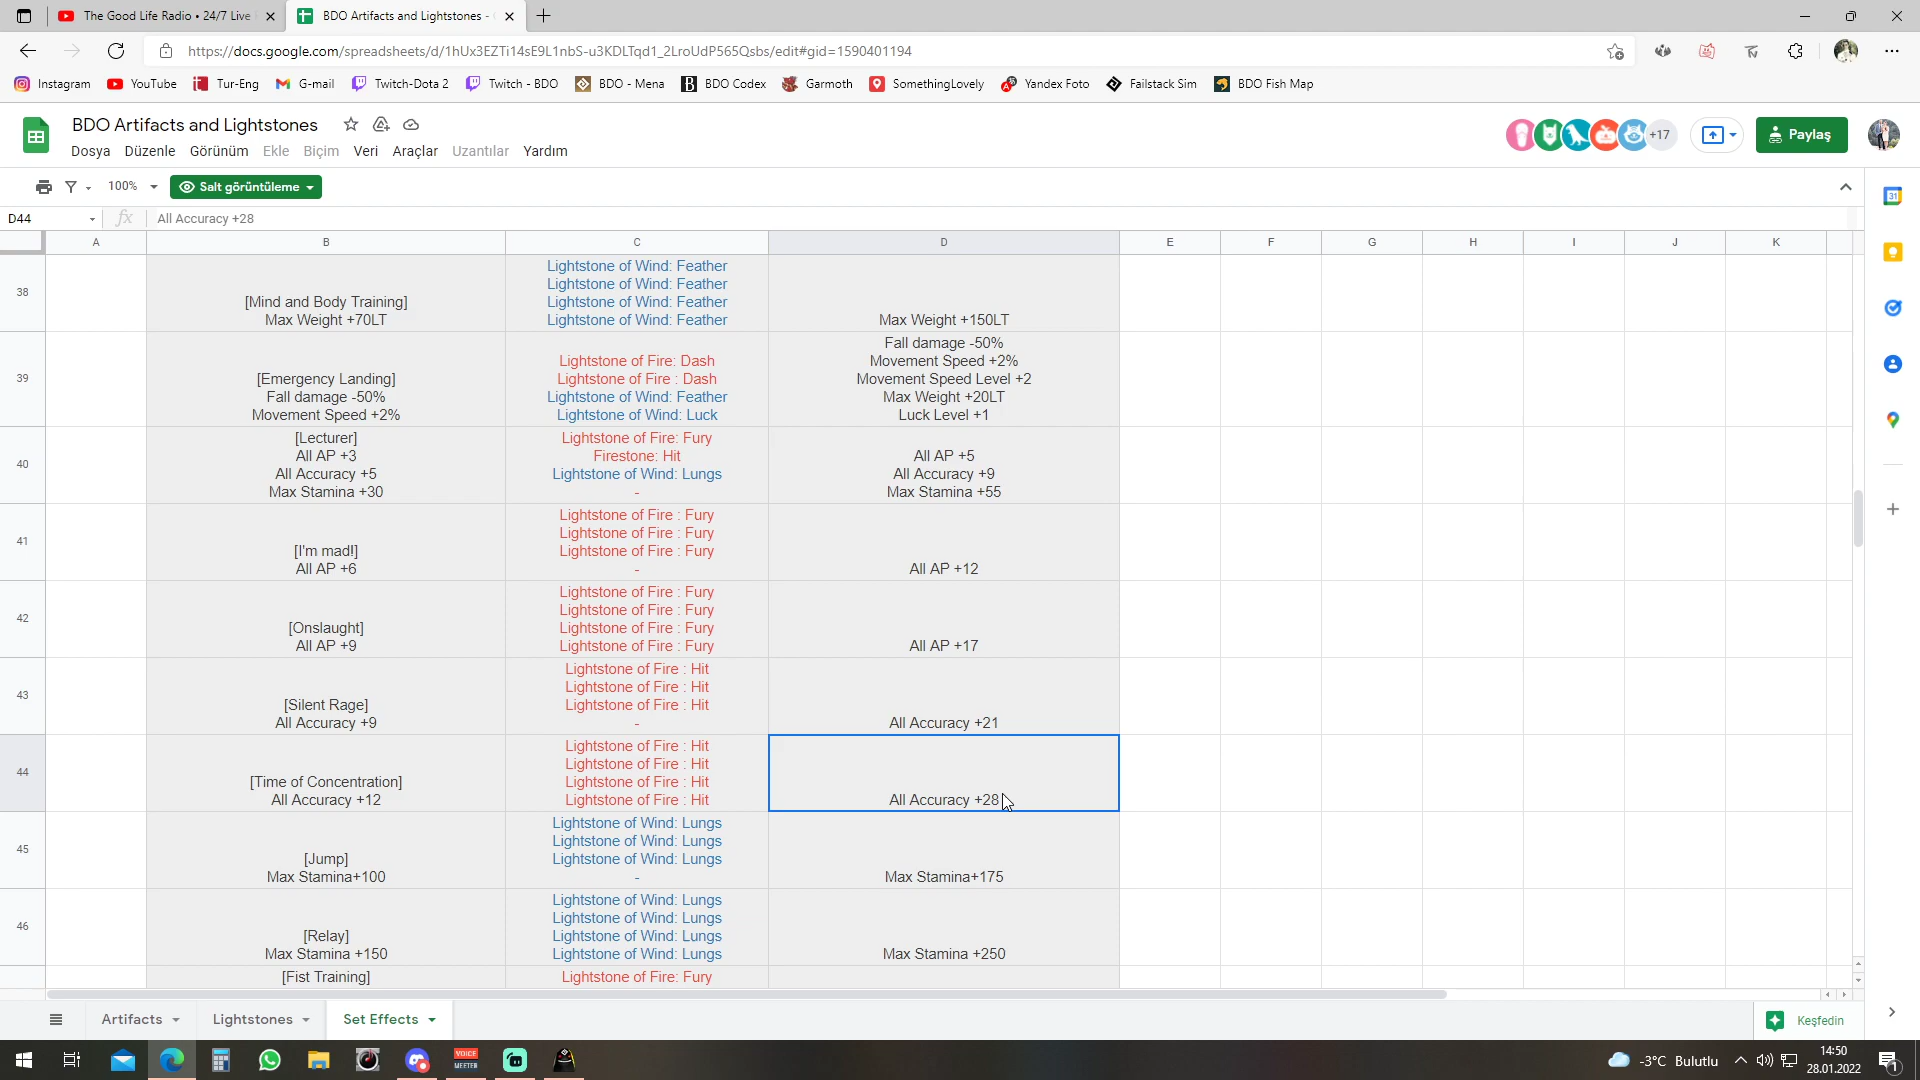 The Good Life Radio • 24/7 Live
BDO Artifacts and Lightstones -
https://docs.google.com/spreadsheets/d/1hUx3EZTi14sE9L1nbS-u3KDLTqd1_2LroUdP565Qsbs/edit#gid=1590401194
Instagram
YouTube
Tur-Eng
G-mail
Twitch-Dota 2
Twitch - BDO
BDO - Mena
BDO Codex
Garmoth
SomethingLovely
Yandex Foto
Failstack Sim
BDO Fish Map
BDO Artifacts and Lightstones
+17
Paylaş
Dosya Düzenle Görünüm Ekle Biçim Veri Araçlar Uzantılar Yardım
100%
Salt görüntüleme
31
D44
fx
All Accuracy +28
A B C D E F G H I J K
38
[Mind and Body Training]
Max Weight +70LT
Lightstone of Wind: Feather
Lightstone of Wind: Feather
Lightstone of Wind: Feather
Lightstone of Wind: Feather
Max Weight +150LT
39
[Emergency Landing]
Fall damage -50%
Movement Speed +2%
Lightstone of Fire: Dash
Lightstone of Fire : Dash
Lightstone of Wind: Feather
Lightstone of Wind: Luck
Fall damage -50%
Movement Speed +2%
Movement Speed Level +2
Max Weight +20LT
Luck Level +1
40
[Lecturer]
All AP +3
All Accuracy +5
Max Stamina +30
Lightstone of Fire: Fury
Firestone: Hit
Lightstone of Wind: Lungs
-
All AP +5
All Accuracy +9
Max Stamina +55
41
[I'm mad!]
All AP +6
Lightstone of Fire : Fury
Lightstone of Fire : Fury
Lightstone of Fire : Fury
-
All AP +12
42
[Onslaught]
All AP +9
Lightstone of Fire : Fury
Lightstone of Fire : Fury
Lightstone of Fire : Fury
Lightstone of Fire : Fury
All AP +17
43
[Silent Rage]
All Accuracy +9
Lightstone of Fire : Hit
Lightstone of Fire : Hit
Lightstone of Fire : Hit
-
All Accuracy +21
44
[Time of Concentration]
All Accuracy +12
Lightstone of Fire : Hit
Lightstone of Fire : Hit
Lightstone of Fire : Hit
Lightstone of Fire : Hit
All Accuracy +28
45
[Jump]
Max Stamina+100
Lightstone of Wind: Lungs
Lightstone of Wind: Lungs
Lightstone of Wind: Lungs
-
Max Stamina+175
46
[Relay]
Max Stamina +150
Lightstone of Wind: Lungs
Lightstone of Wind: Lungs
Lightstone of Wind: Lungs
Lightstone of Wind: Lungs
Max Stamina +250
[Fist Training]
Lightstone of Fire: Fury
Artifacts
Lightstones
Set Effects
Keşfedin
VOICE
MEETER
-3°C Bulutlu
14:50
28.01.2022
1